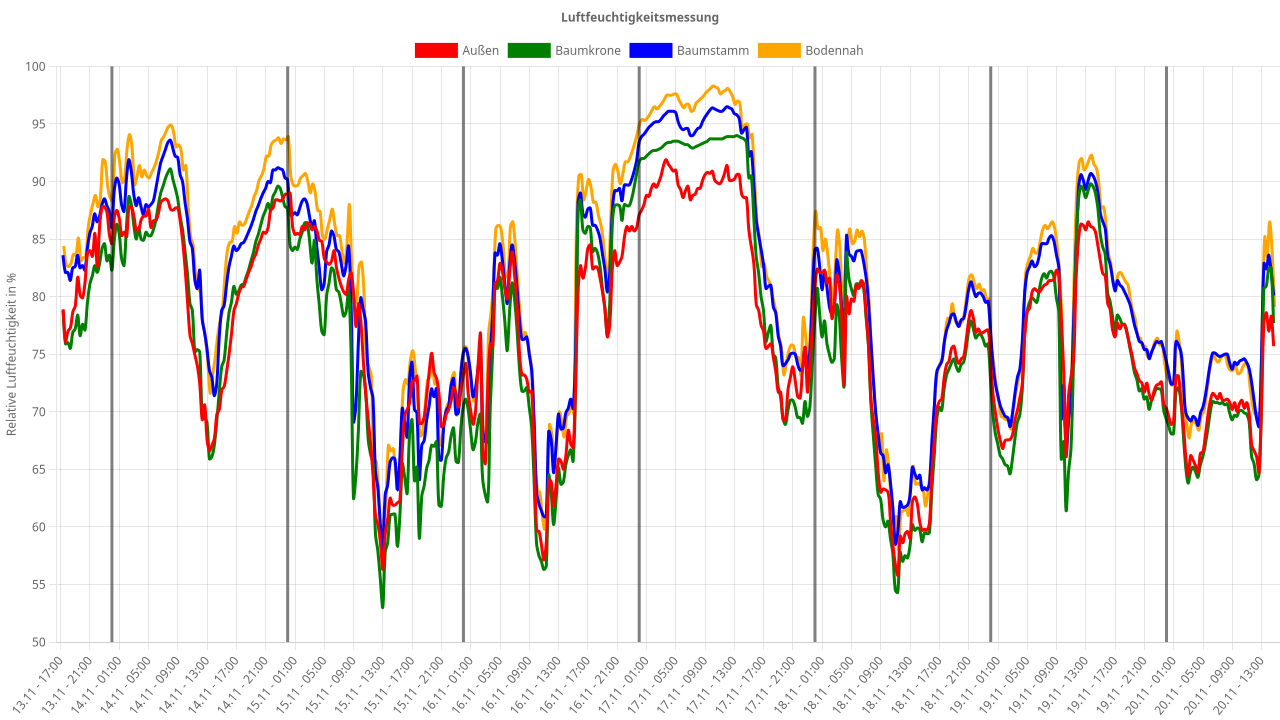 Luftfeuchtigkeitsmessung
Außen Baumkrone Baumstamm Bodennah
Relative Luftfeuchtigkeit in %
100
95
90
85
80
75
70
65
60
55
50
13.11 - 17:00
13.11 - 21:00
14.11 - 01:00
14.11 - 05:00
14.11 - 09:00
14.11 - 13:00
14.11 - 17:00
14.11 - 21:00
15.11 - 01:00
15.11 - 05:00
15.11 - 09:00
15.11 - 13:00
15.11 - 17:00
15.11 - 21:00
16.11 - 01:00
16.11 - 05:00
16.11 - 09:00
16.11 - 13:00
16.11 - 17:00
16.11 - 21:00
17.11 - 01:00
17.11 - 05:00
17.11 - 09:00
17.11 - 13:00
17.11 - 17:00
17.11 - 21:00
18.11 - 01:00
18.11 - 05:00
18.11 - 09:00
18.11 - 13:00
18.11 - 17:00
18.11 - 21:00
19.11 - 01:00
19.11 - 05:00
19.11 - 09:00
19.11 - 13:00
19.11 - 17:00
19.11 - 21:00
20.11 - 01:00
20.11 - 05:00
20.11 - 09:00
20.11 - 13:00